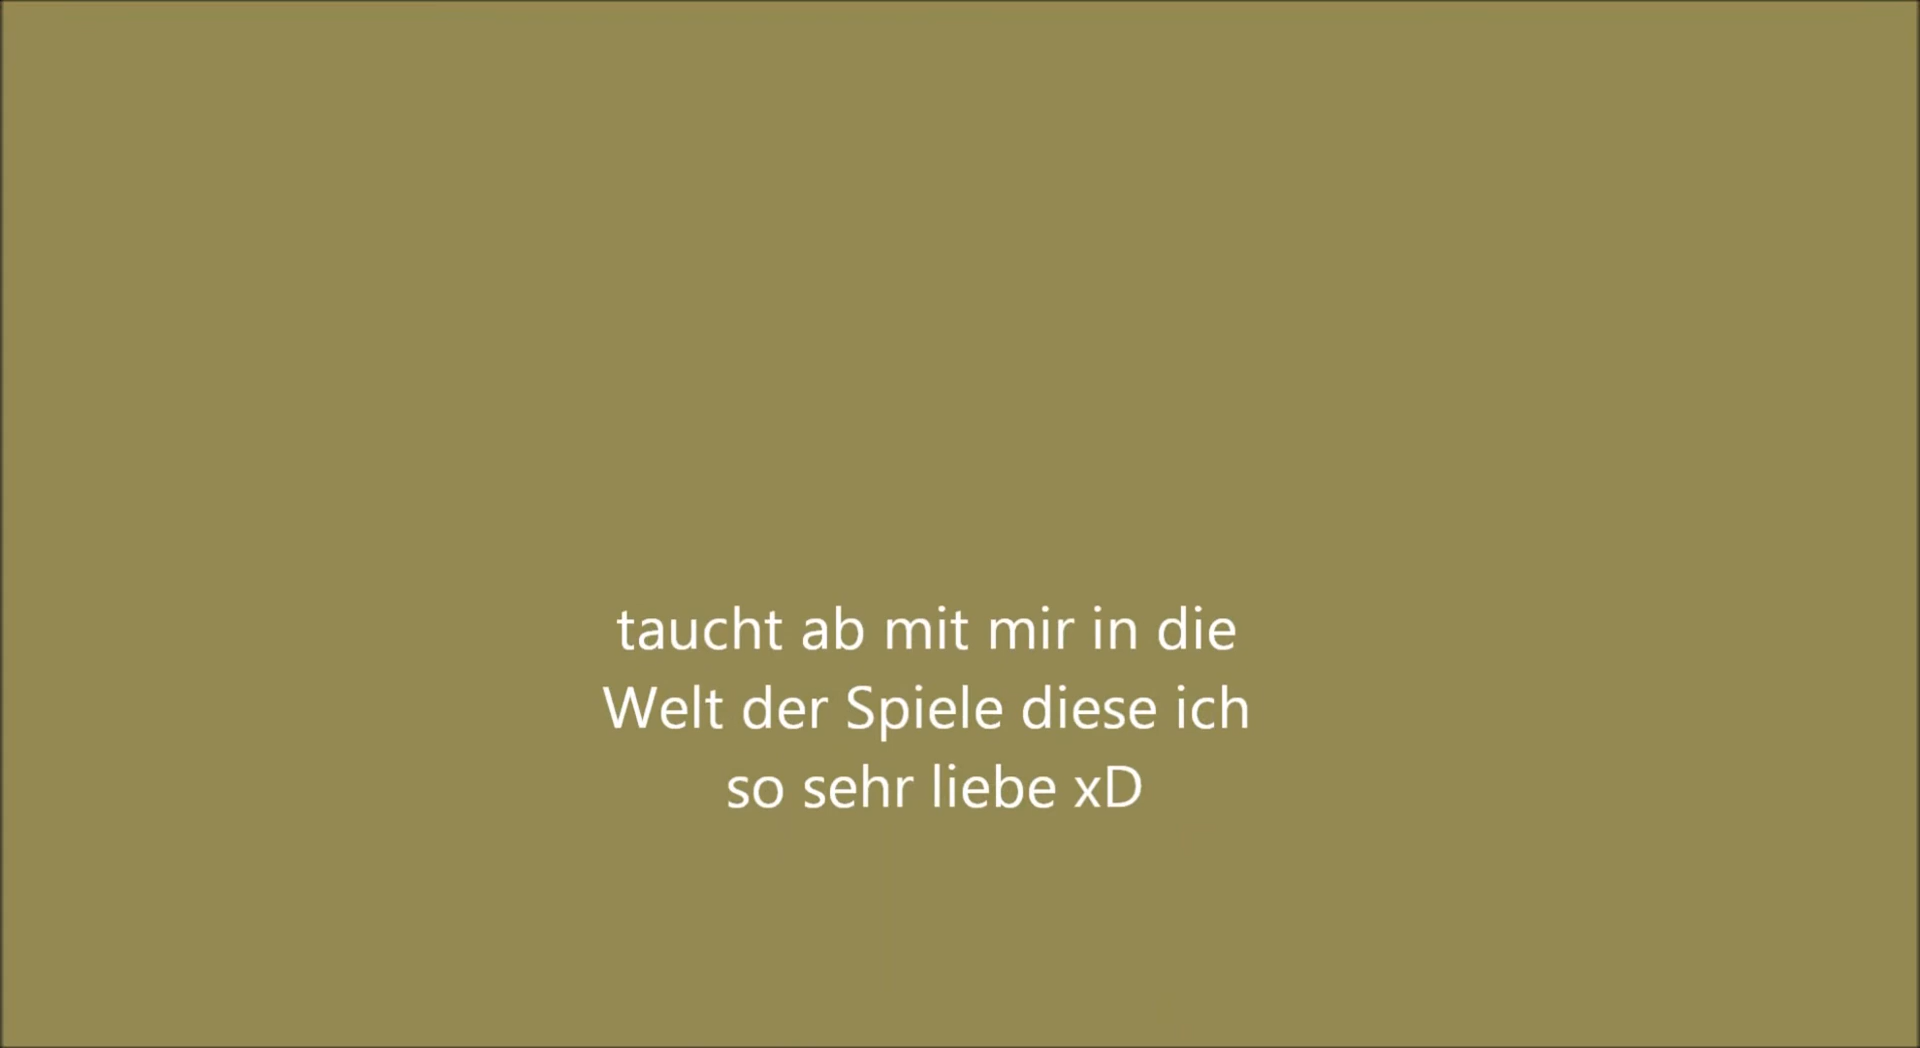 taucht ab mit mir in die
Welt der Spiele diese ich
so sehr liebe xD